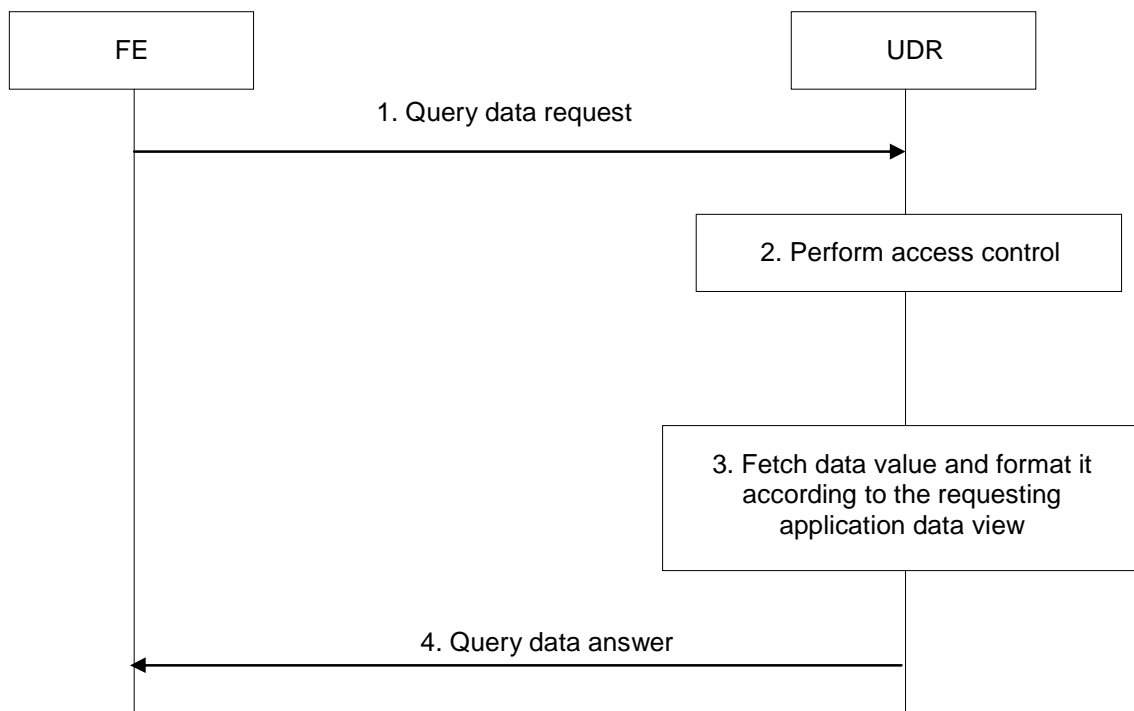 FE
UDR
1. Query data request
2. Perform access control
3. Fetch data value and format it
according to the requesting
application data view
4. Query data answer